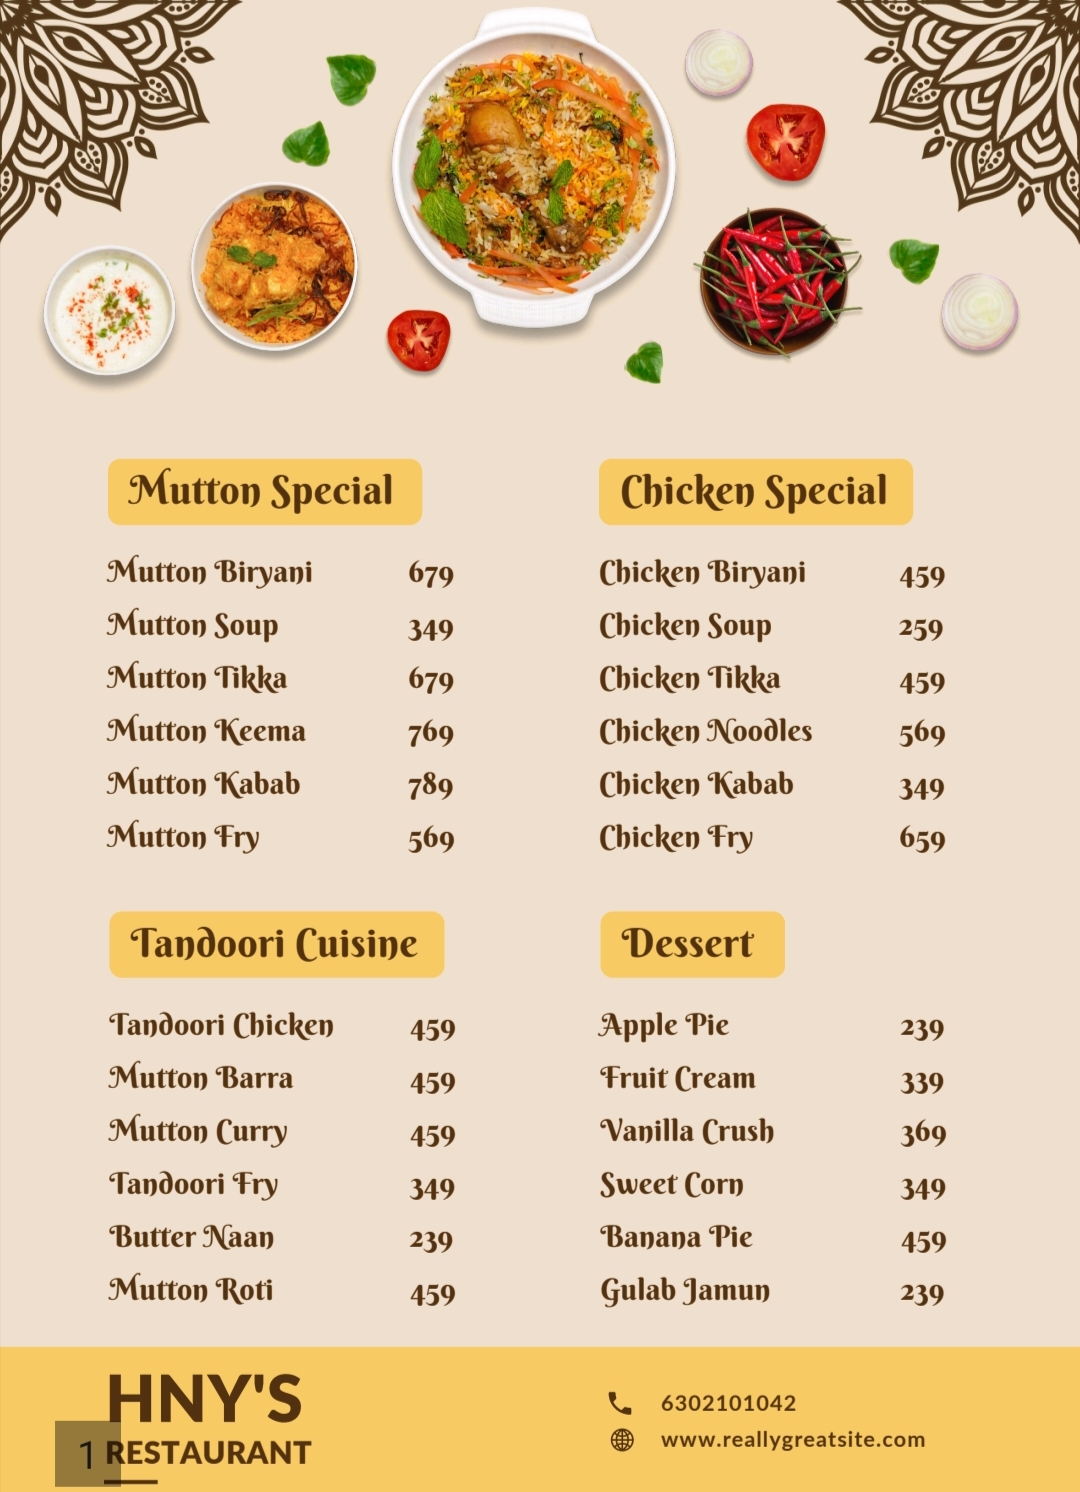 Mutton Special
Mutton Biryani 679
Mutton Soup 349
Mutton Tikka 679
Mutton Keema 769
Mutton Kabab 789
Mutton Fry 569
Chicken Special
Chicken Biryani 459
Chicken Soup 259
Chicken Tikka 459
Chicken Noodles 569
Chicken Kabab 349
Chicken Fry 659
Tandoori Cuisine
Tandoori Chicken 459
Mutton Barra 459
Mutton Curry 459
Tandoori Fry 349
Butter Naan 239
Mutton Roti 459
Dessert
Apple Pie 239
Fruit Cream 339
Vanilla Crush 369
Sweet Corn 349
Banana Pie 459
Gulab Jamun 239
HNY'S
RESTAURANT
1
6302101042
www.reallygreatsite.com